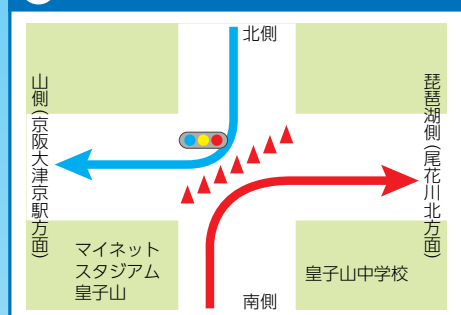 北側
山側(京阪大津京駅方面)
琵琶湖側(尾花川北方面)
マイネット
スタジアム
皇子山
皇子山中学校
南側